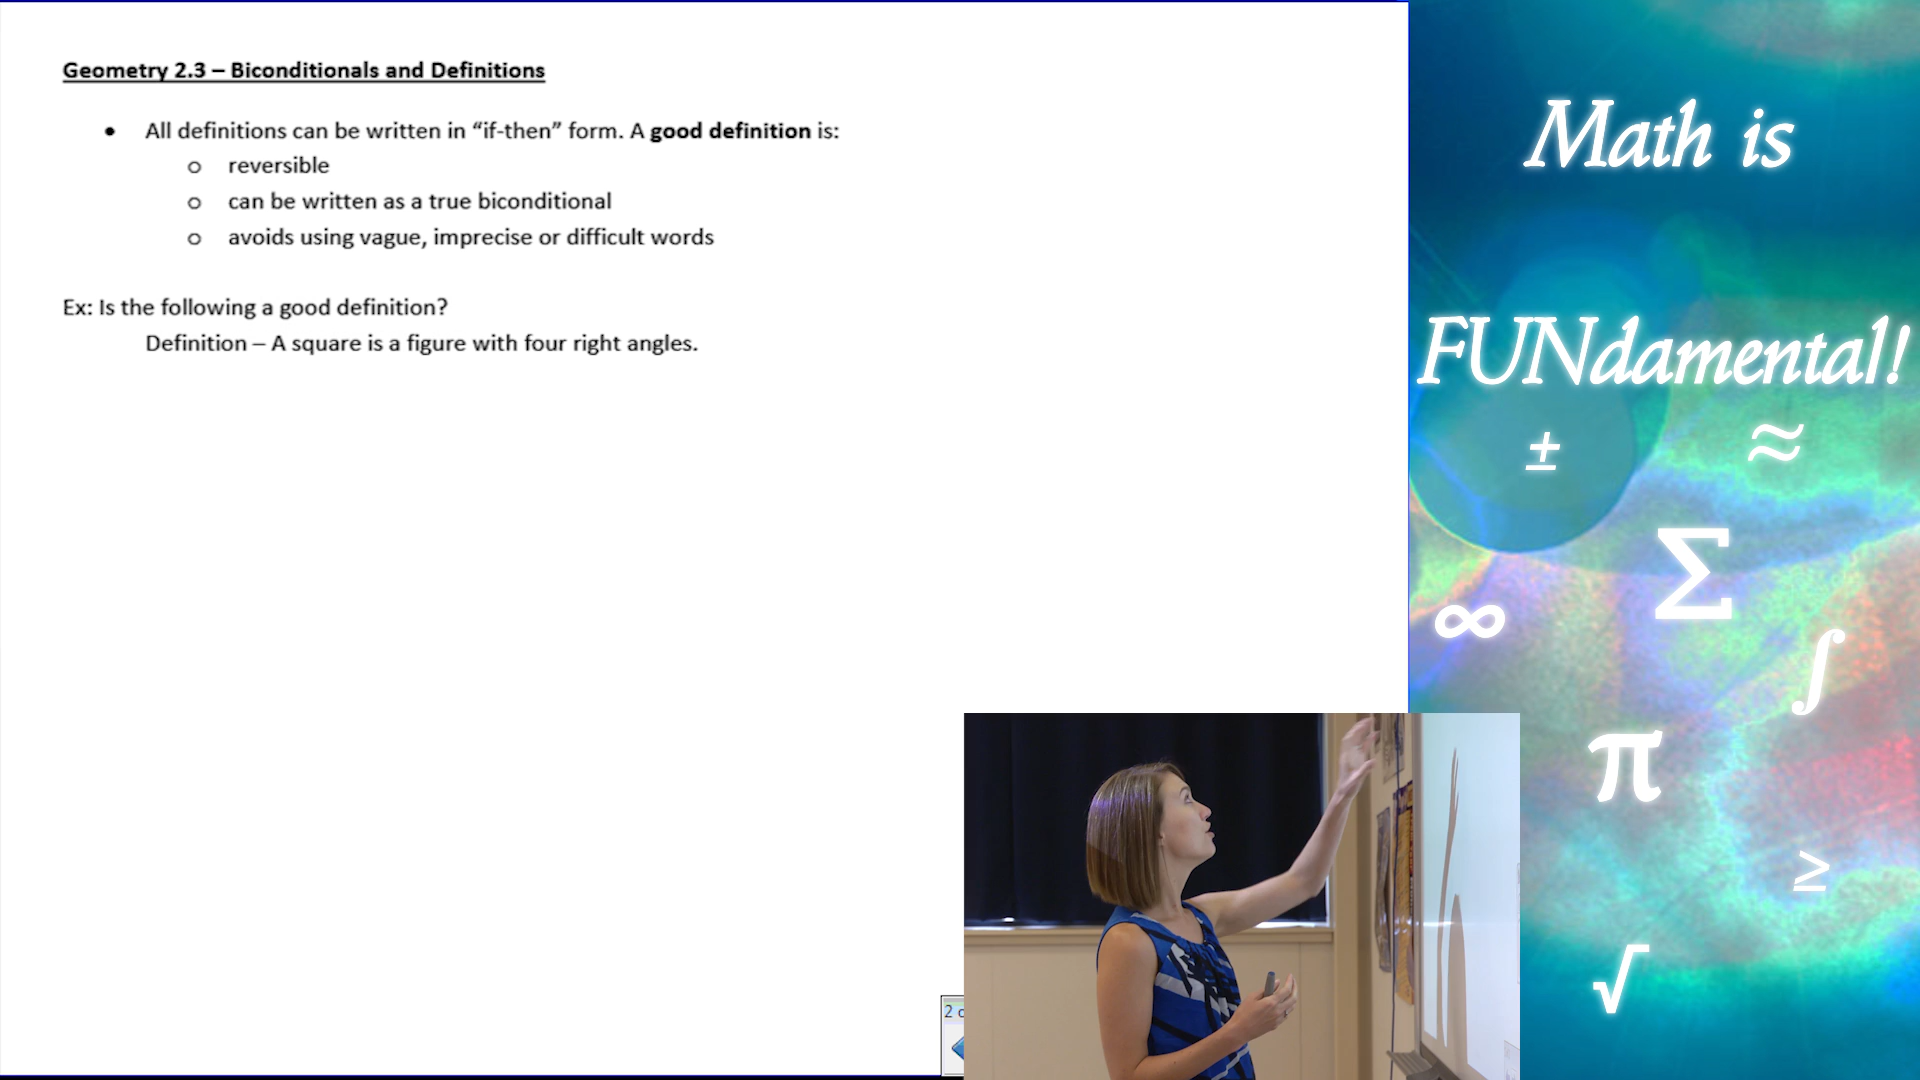 Geometry 2.3 – Biconditionals and Definitions
• All definitions can be written in “if-then” form. A good definition is:
o reversible
o can be written as a true biconditional
o avoids using vague, imprecise or difficult words
Ex: Is the following a good definition?
Definition – A square is a figure with four right angles.
Math is
FUNdamental!
± ≈
Σ
∞
∫
π
≥
√